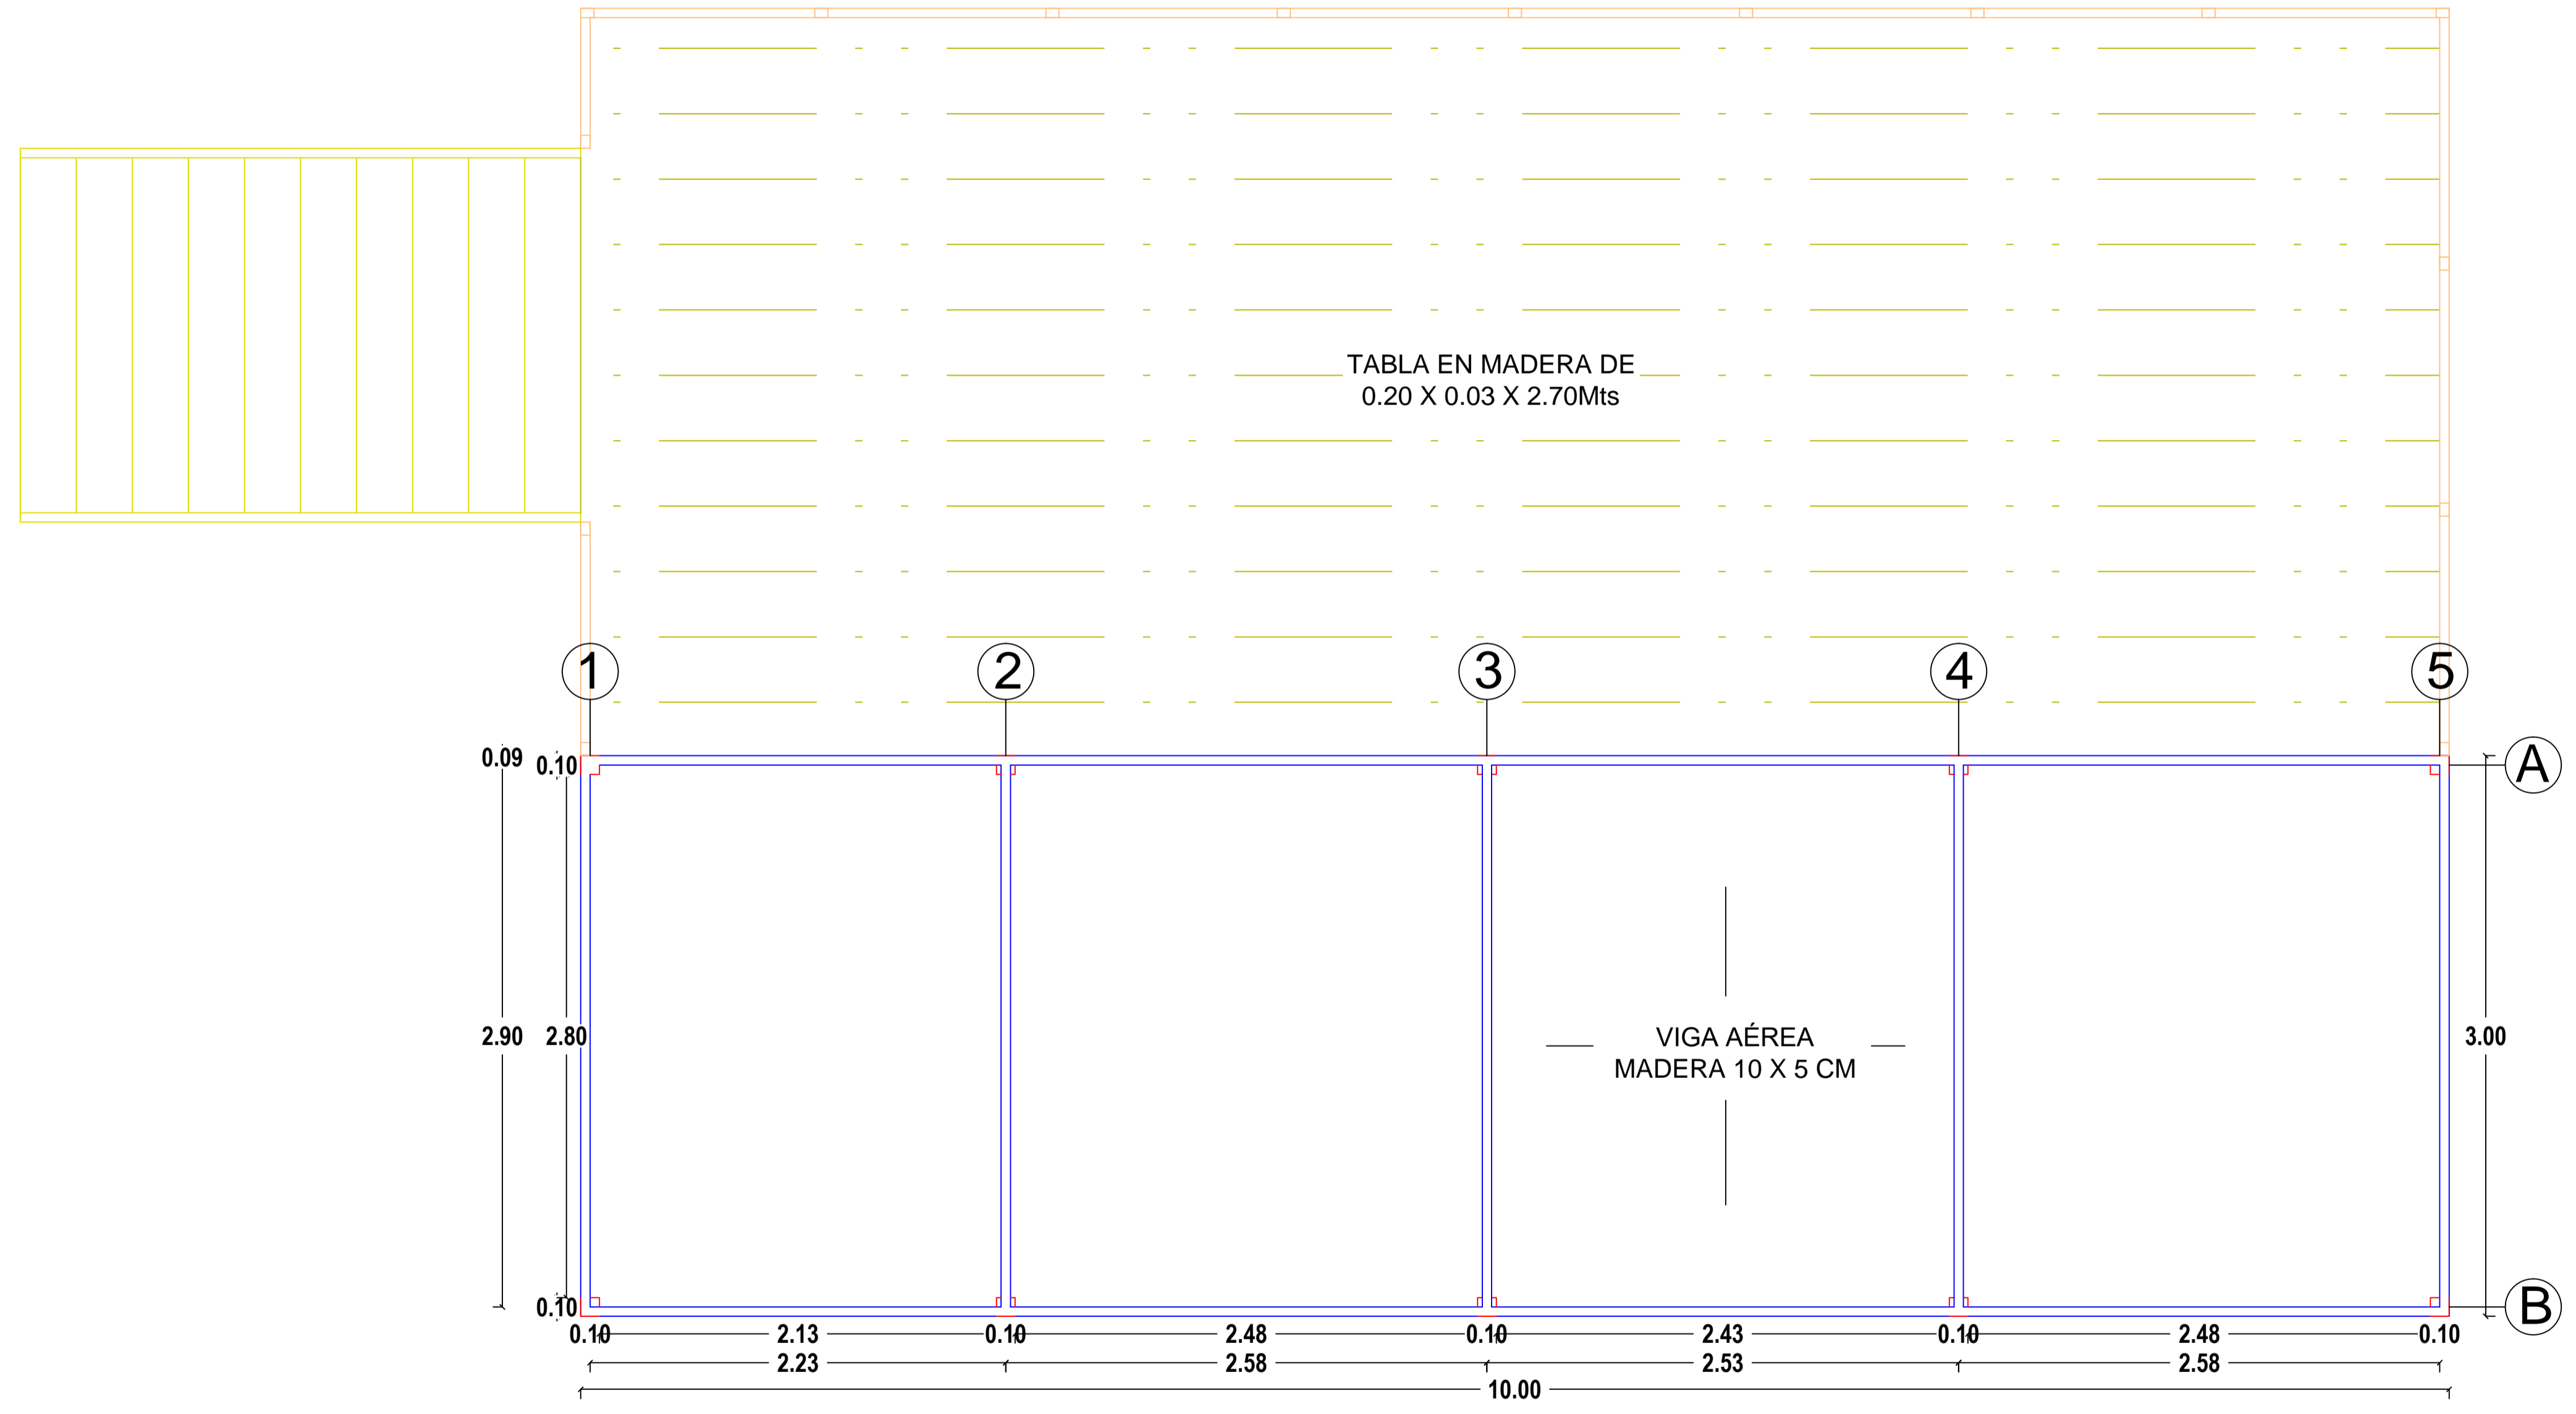 TABLA EN MADERA DE
0.20 X 0.03 X 2.70Mts
1 2 3 4 5
0.09
0.10
A
2.90 2.80
VIGA AÉREA
MADERA 10 X 5 CM
3.00
0.10
B
0.10 2.13 0.10 2.48 0.10 2.43 0.10 2.48 0.10
2.23 2.58 2.53 2.58
10.00